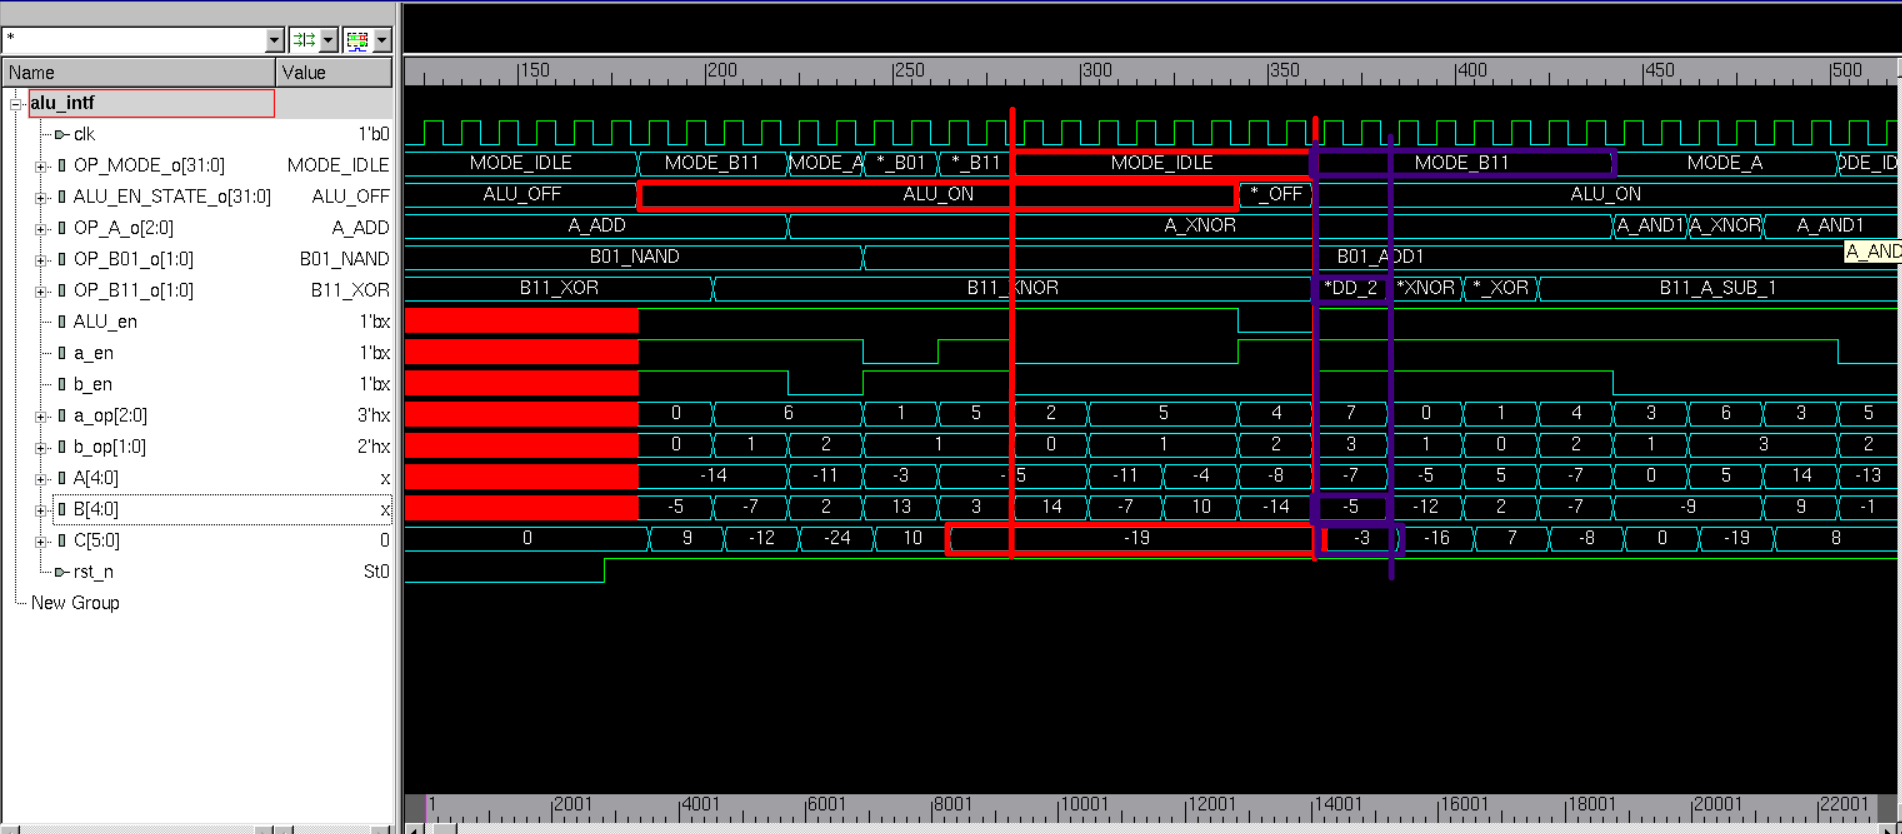 *
Name Value |150 |200 |250 |300 |350 |400 |450 |500
alu_intf
clk 1'b0
OP_MODE_o[31:0] MODE_IDLE MODE_IDLE MODE_B11 MODE_A *_B01 *_B11 MODE_IDLE MODE_B11 MODE_A DDE_ID
ALU_EN_STATE_o[31:0] ALU_OFF ALU_OFF ALU_ON *_OFF ALU_ON
OP_A_o[2:0] A_ADD A_ADD A_XNOR A_AND1 A_XNOR A_AND1
OP_B01_o[1:0] B01_NAND B01_NAND B01_ADD1 A_AND
OP_B11_o[1:0] B11_XOR B11_XOR B11_XNOR *DD_2 *XNOR *_XOR B11_A_SUB_1
ALU_en 1'bx
a_en 1'bx
b_en 1'bx
a_op[2:0] 3'hx 0 6 1 5 2 5 4 7 0 1 4 3 6 3 5
b_op[1:0] 2'hx 0 1 2 1 0 1 2 3 1 0 2 1 3 2
A[4:0] x -14 -11 -3 -5 -11 -4 -8 -7 -5 5 -7 0 5 14 -13
B[4:0] x -5 -7 2 13 3 14 -7 10 -14 -5 -12 2 -7 -9 9 -1
C[5:0] 0 0 9 -12 -24 10 -19 -3 -16 7 -8 0 -19 8
rst_n St0
New Group
1 |2001 |4001 |6001 |8001 |10001 |12001 |14001 |16001 |18001 |20001 |22001